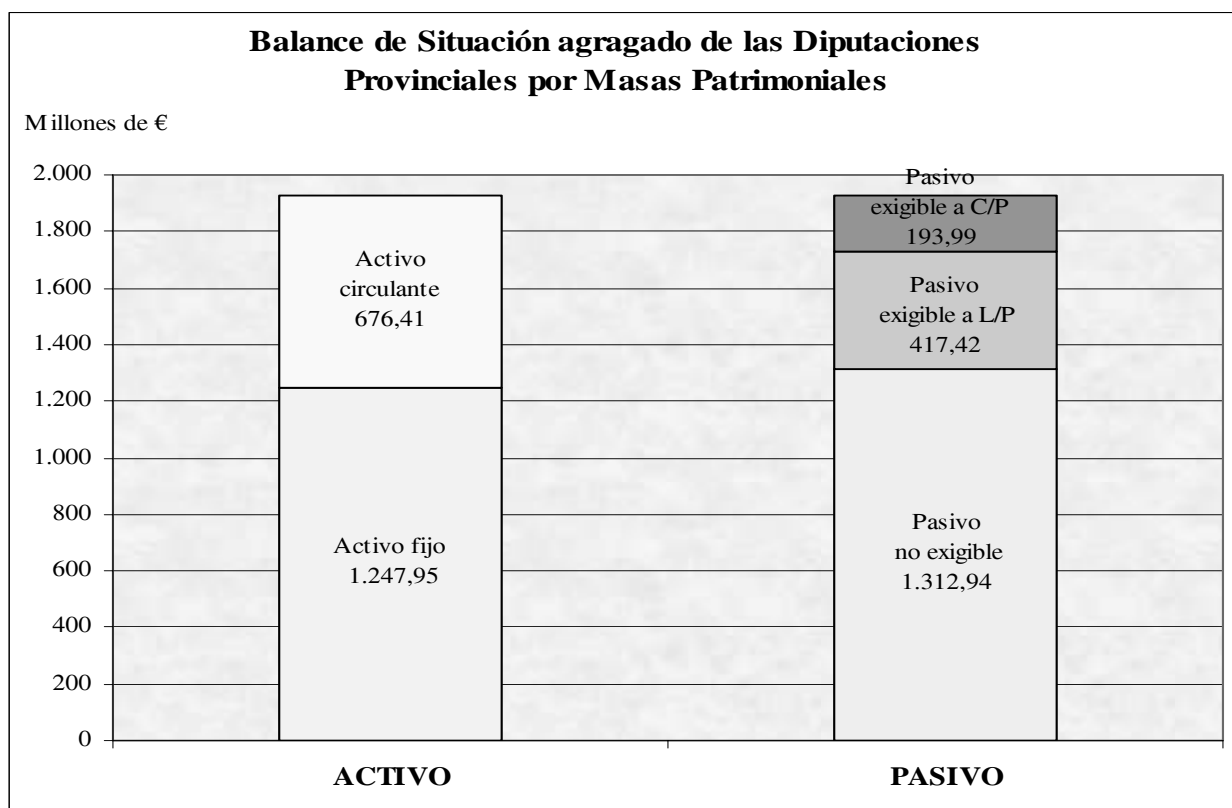 Balance de Situación agragado de las Diputaciones
Provinciales por Masas Patrimoniales
Millones de €
2.000
1.800
1.600
1.400
1.200
1.000
800
600
400
200
0
Activo
circulante
676,41
Activo fijo
1.247,95
Pasivo
exigible a C/P
193,99
Pasivo
exigible a L/P
417,42
Pasivo
no exigible
1.312,94
ACTIVO
PASIVO